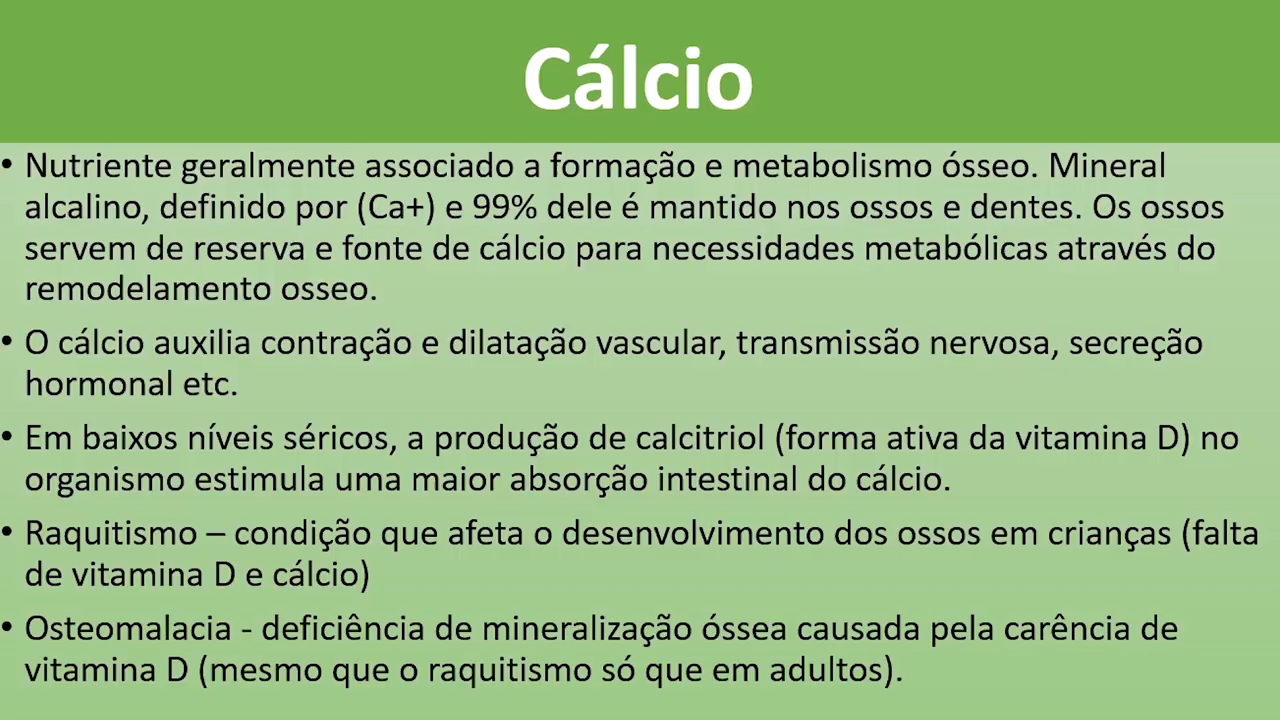 Cálcio
• Nutriente geralmente associado a formação e metabolismo ósseo. Mineral
alcalino, definido por (Ca+) e 99% dele é mantido nos ossos e dentes. Os ossos
servem de reserva e fonte de cálcio para necessidades metabólicas através do
remodelamento osseo.
• O cálcio auxilia contração e dilatação vascular, transmissão nervosa, secreção
hormonal etc.
• Em baixos níveis séricos, a produção de calcitriol (forma ativa da vitamina D) no
organismo estimula uma maior absorção intestinal do cálcio.
• Raquitismo – condição que afeta o desenvolvimento dos ossos em crianças (falta
de vitamina D e cálcio)
• Osteomalacia - deficiência de mineralização óssea causada pela carência de
vitamina D (mesmo que o raquitismo só que em adultos).